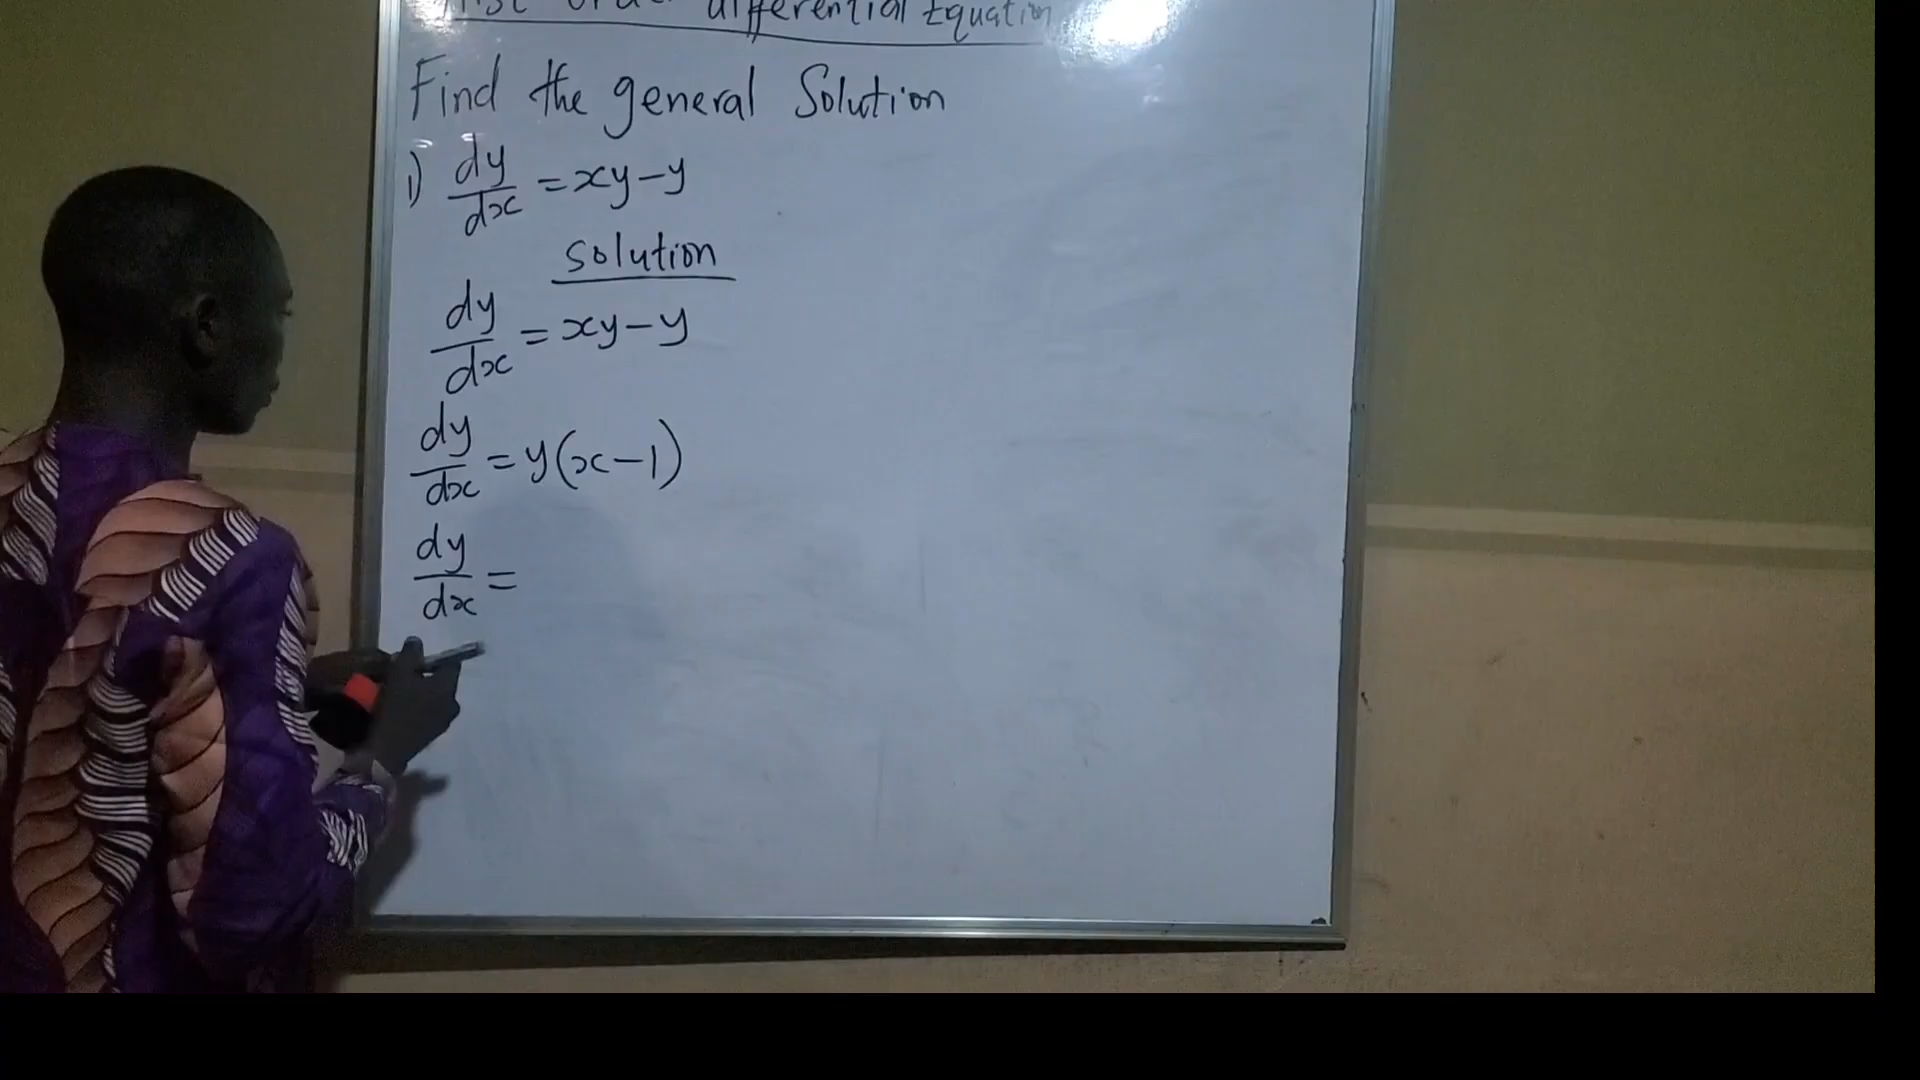 First Order differential Equation
Find the general Solution
1) dy/dx = xy - y
Solution
dy/dx = xy - y
dy/dx = y(x - 1)
dy/dx =